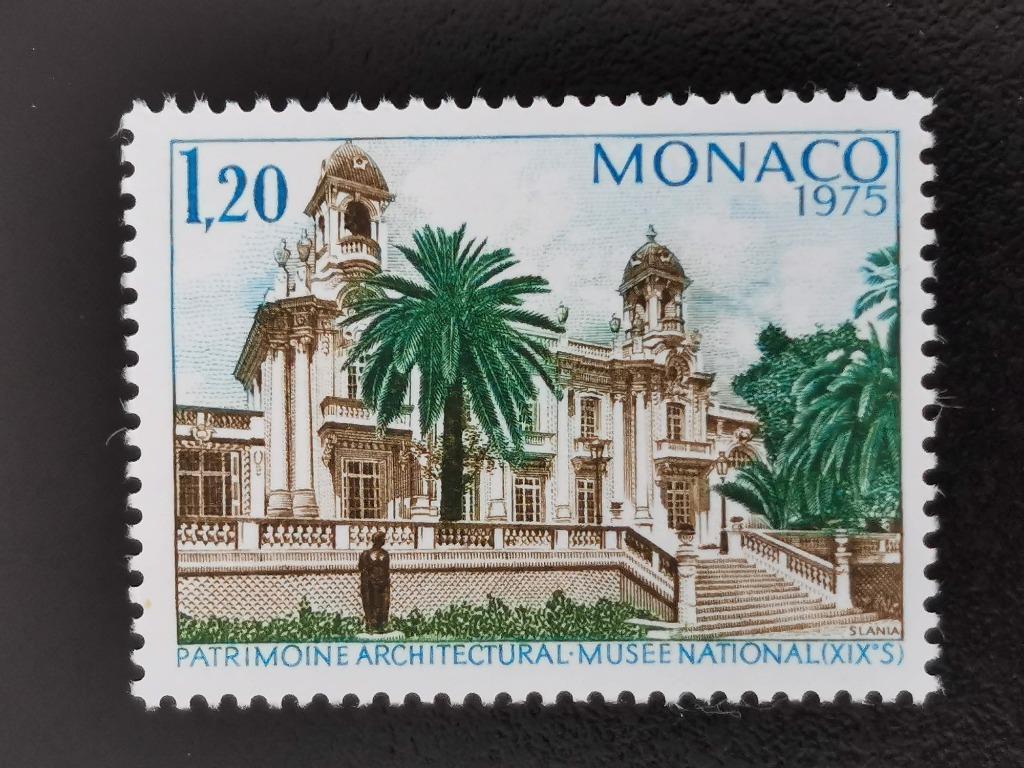 1,20
MONACO
1975
SLANIA
PATRIMOINE ARCHITECTURAL·MUSEE NATIONAL (XIX°S)